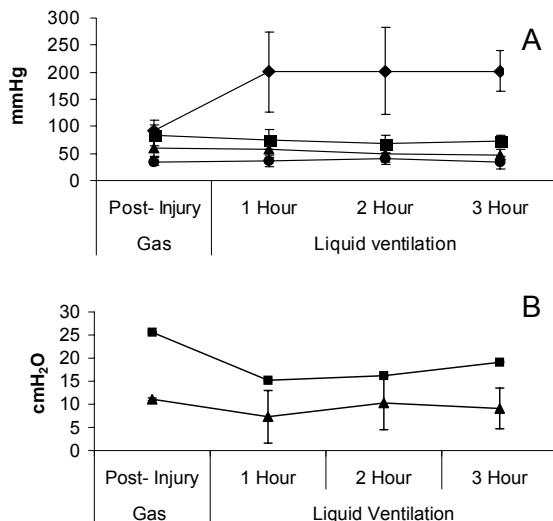 A
mmHg
300
250
200
150
100
50
0
Post- Injury 1 Hour 2 Hour 3 Hour
Gas Liquid ventilation
B
cmH₂O
30
25
20
15
10
5
0
Post- Injury 1 Hour 2 Hour 3 Hour
Gas Liquid Ventilation